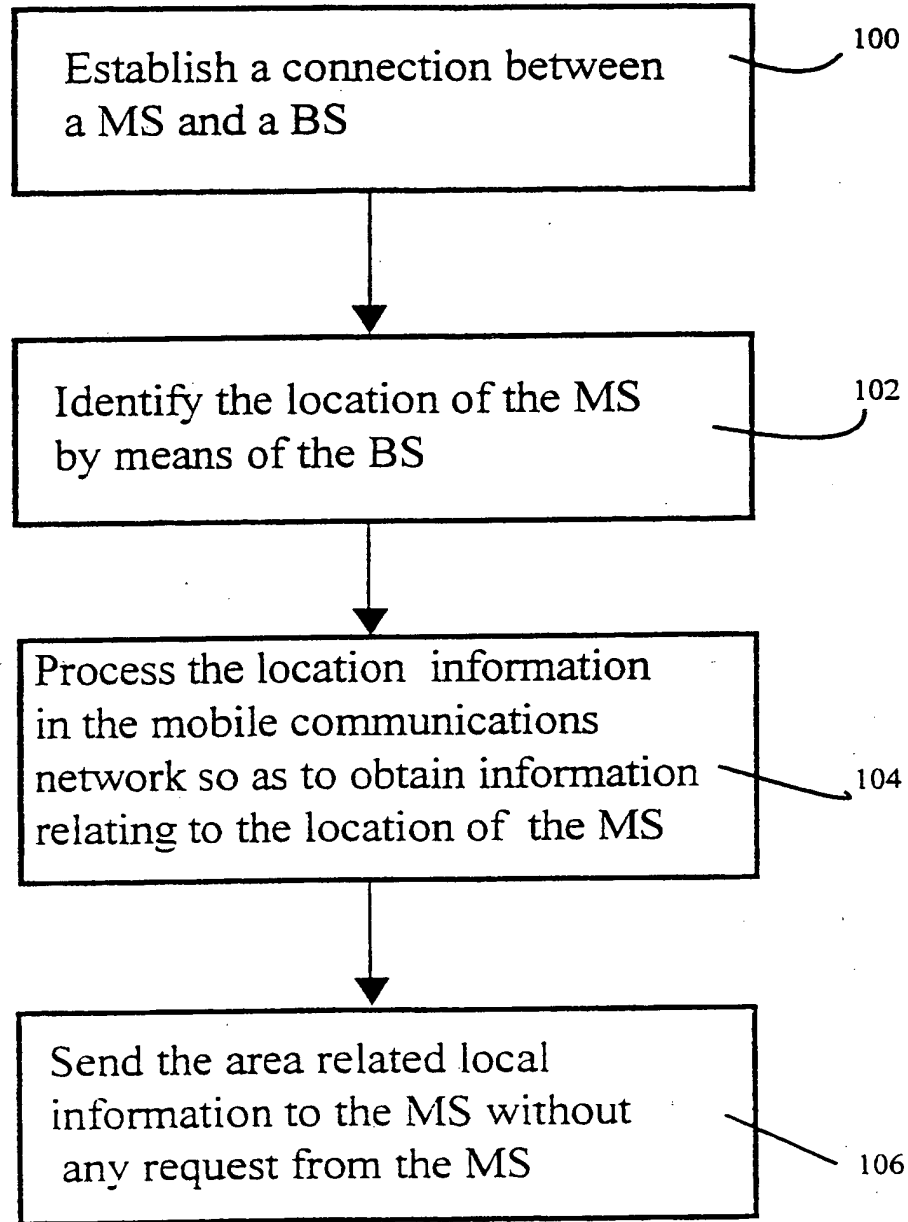 Establish a connection between
a MS and a BS
100
Identify the location of the MS
by means of the BS
102
Process the location information
in the mobile communications
network so as to obtain information
relating to the location of the MS
104
Send the area related local
information to the MS without
any request from the MS
106